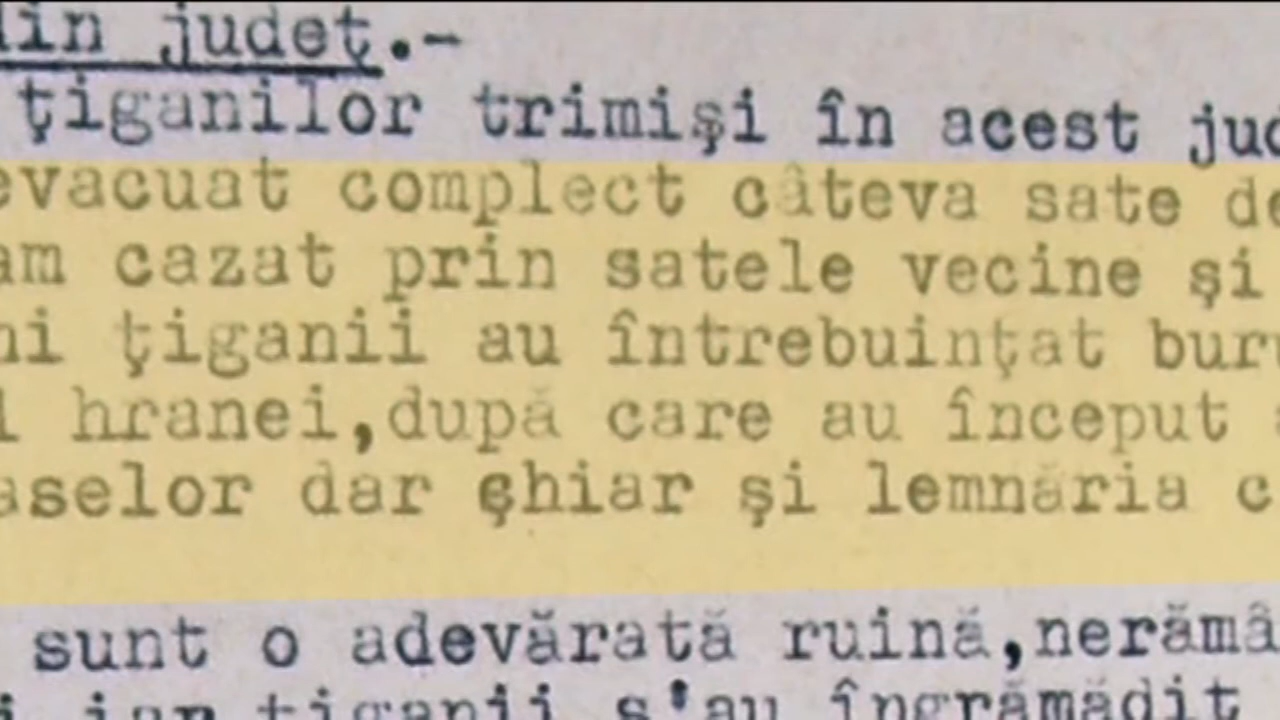 din judeţ.-
ţiganilor trimişi în acest jud
evacuat complect câteva sate de
am cazat prin satele vecine şi
ni ţiganii au întrebuinţat buru
l hranei,după care au început
aselor dar chiar şi lemnăria c
sunt o adevărată ruină,nerămâ
i iar ţiganii s'au îngrămădit